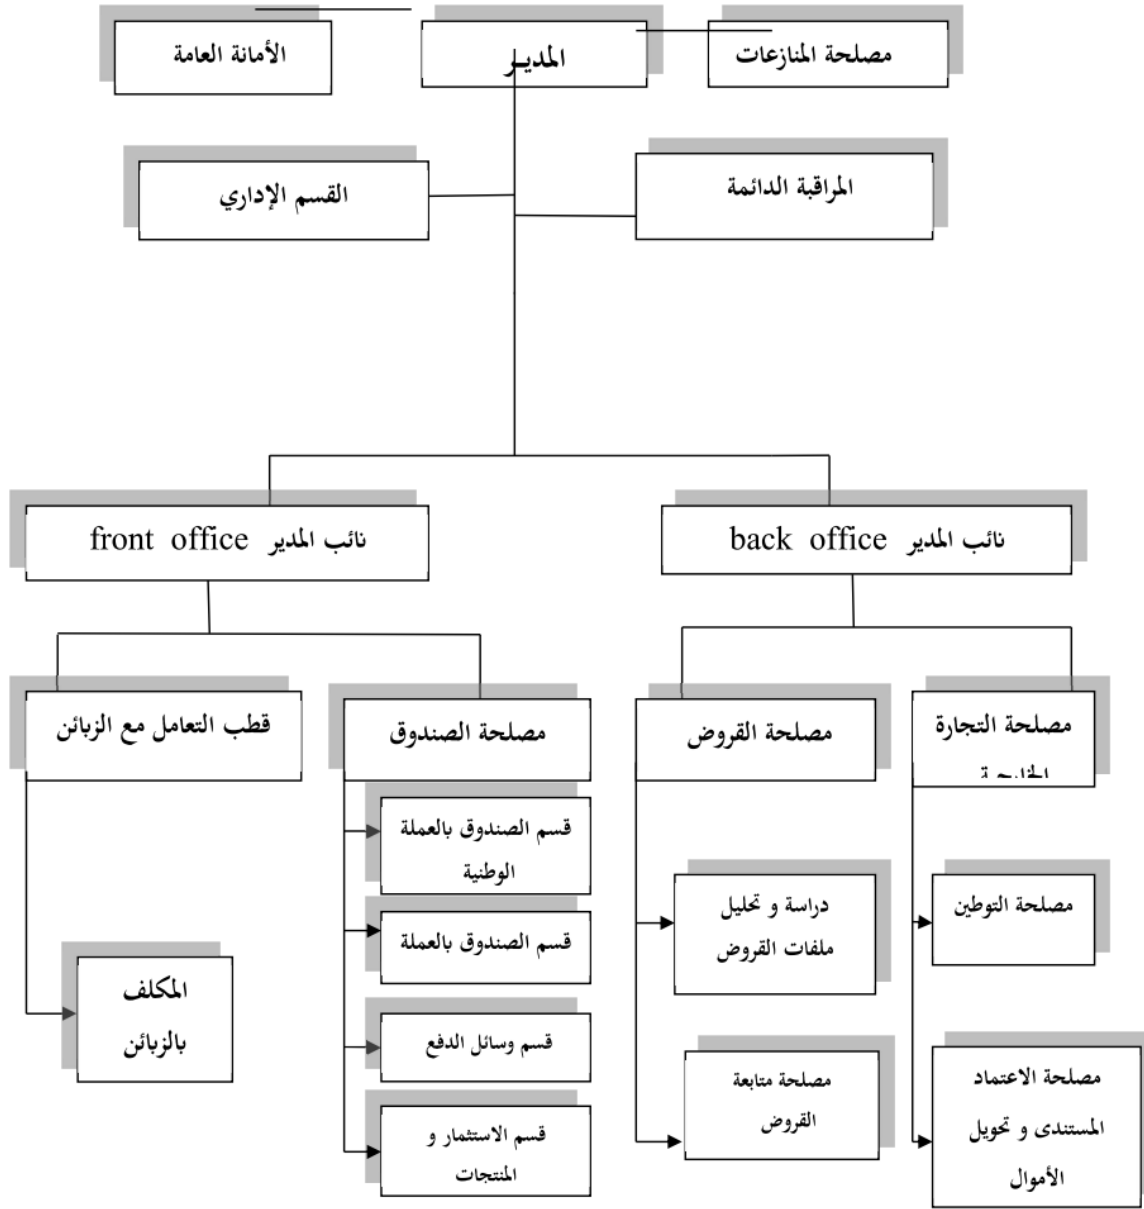 مصلحة المنازعات
المدير
الأمانة العامة
المراقبة الدائمة
القسم الإداري
نائب المدير back office
نائب المدير front office
مصلحة التجارة
الخارجية
مصلحة القروض
مصلحة الصندوق
قطب التعامل مع الزبائن
مصلحة التوطين
مصلحة الاعتماد
المستندى و تحويل
الأموال
دراسة و تحليل
ملفات القروض
مصلحة متابعة
القروض
قسم الصندوق بالعملة
الوطنية
قسم الصندوق بالعملة
قسم وسائل الدفع
قسم الاستثمار و
المنتجات
المكلف
بالزبائن